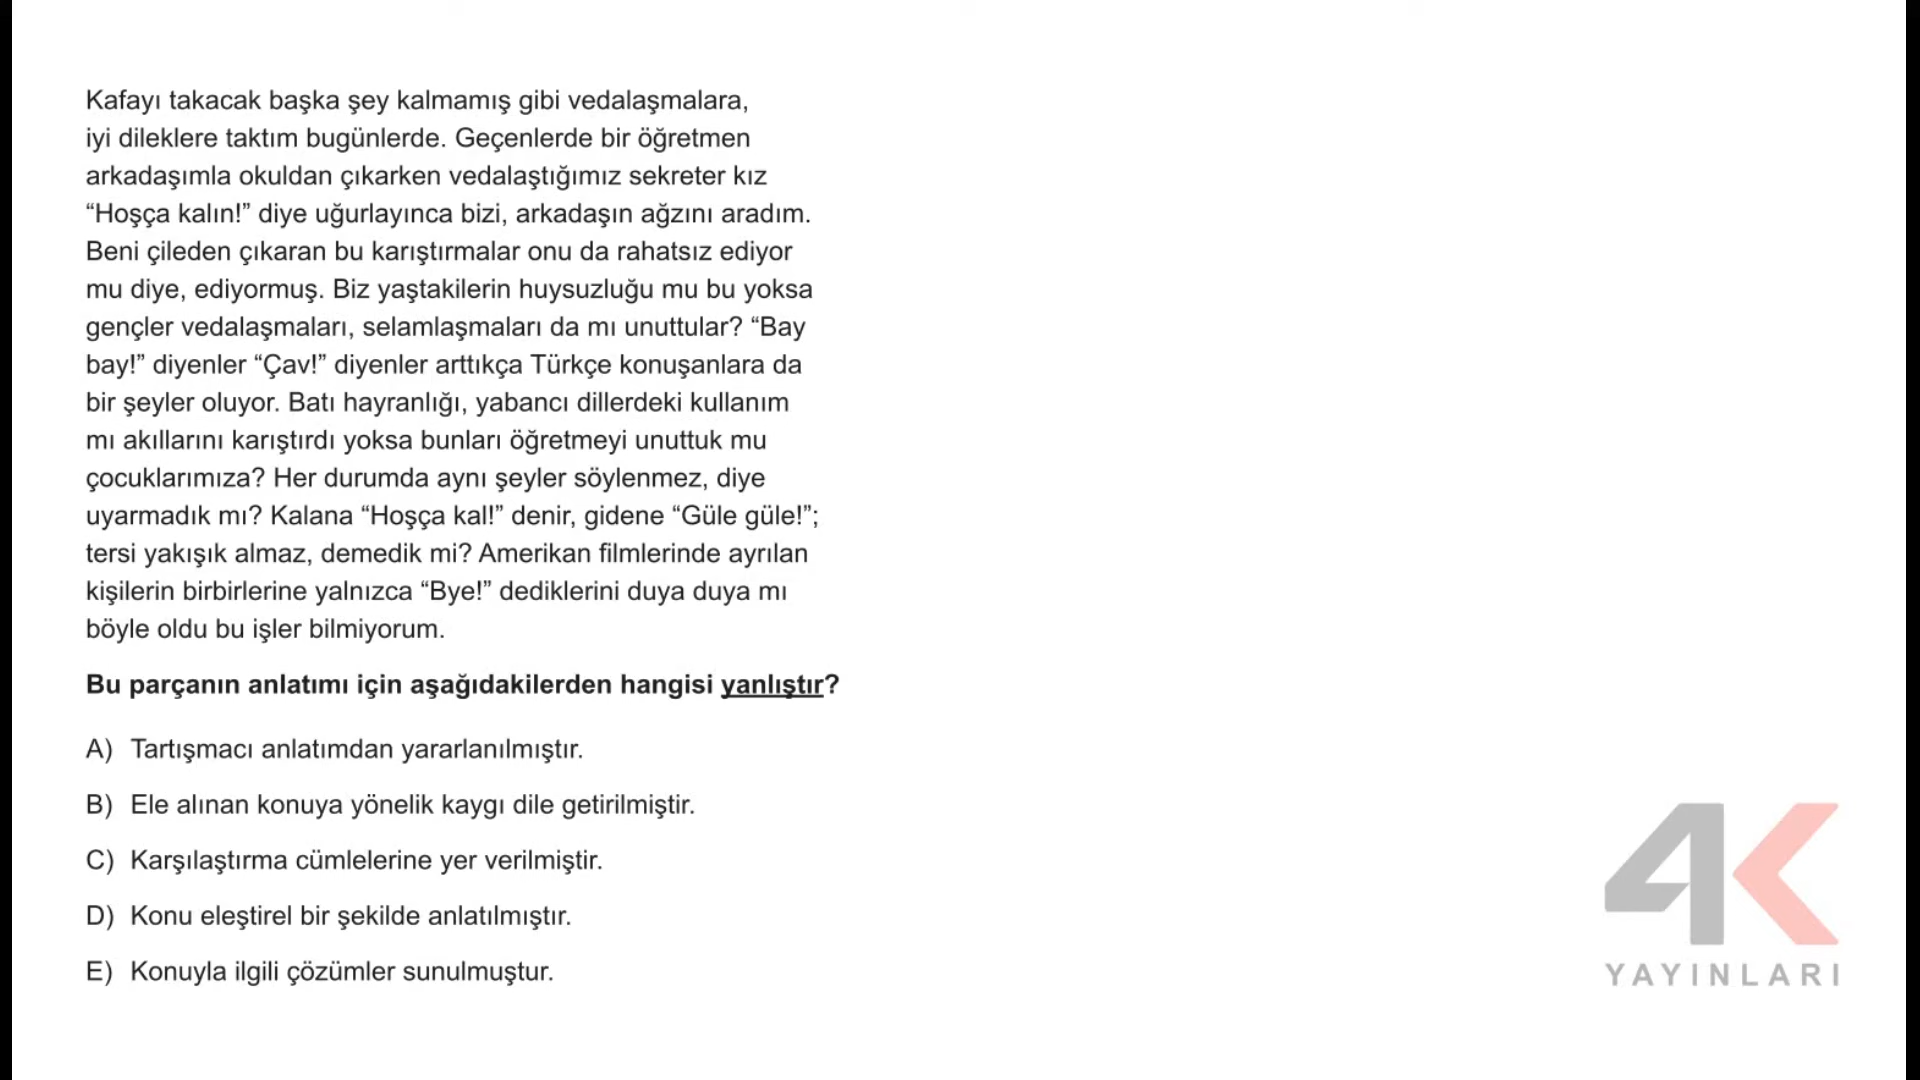 Kafayı takacak başka şey kalmamış gibi vedalaşmalara,
iyi dileklere taktım bugünlerde. Geçenlerde bir öğretmen
arkadaşımla okuldan çıkarken vedalaştığımız sekreter kız
“Hoşça kalın!” diye uğurlayınca bizi, arkadaşın ağzını aradım.
Beni çileden çıkaran bu karıştırmalar onu da rahatsız ediyor
mu diye, ediyormuş. Biz yaştakilerin huysuzluğu mu bu yoksa
gençler vedalaşmaları, selamlaşmaları da mı unuttular? “Bay
bay!” diyenler “Çav!” diyenler arttıkça Türkçe konuşanlara da
bir şeyler oluyor. Batı hayranlığı, yabancı dillerdeki kullanım
mı akıllarını karıştırdı yoksa bunları öğretmeyi unuttuk mu
çocuklarımıza? Her durumda aynı şeyler söylenmez, diye
uyarmadık mı? Kalana “Hoşça kal!” denir, gidene “Güle güle!”;
tersi yakışık almaz, demedik mi? Amerikan filmlerinde ayrılan
kişilerin birbirlerine yalnızca “Bye!” dediklerini duya duya mı
böyle oldu bu işler bilmiyorum.
Bu parçanın anlatımı için aşağıdakilerden hangisi yanlıştır?
A) Tartışmacı anlatımdan yararlanılmıştır.
B) Ele alınan konuya yönelik kaygı dile getirilmiştir.
C) Karşılaştırma cümlelerine yer verilmiştir.
D) Konu eleştirel bir şekilde anlatılmıştır.
E) Konuyla ilgili çözümler sunulmuştur.
4K
YAYINLARI